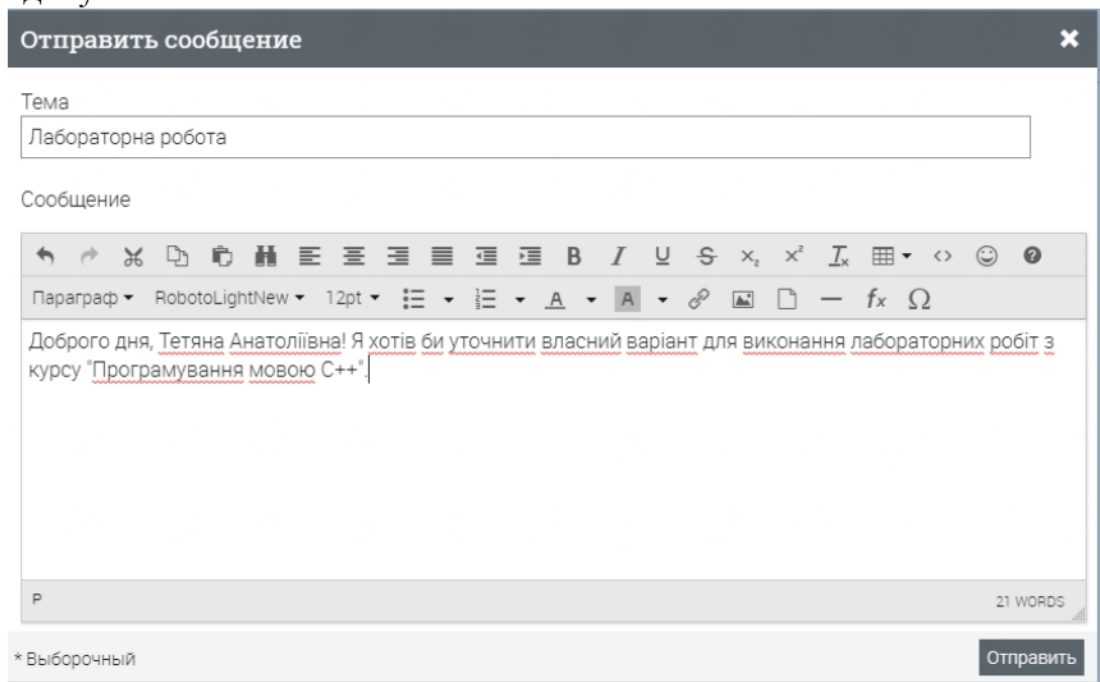 Отправить сообщение
Тема
Лабораторна робота
Сообщение
Параграф RobotoLightNew 12pt
Доброго дня, Тетяна Анатоліївна! Я хотів би уточнити власний варіант для виконання лабораторних робіт з
курсу "Програмування мовою С++".
P 21 WORDS
* Выборочный Отправить